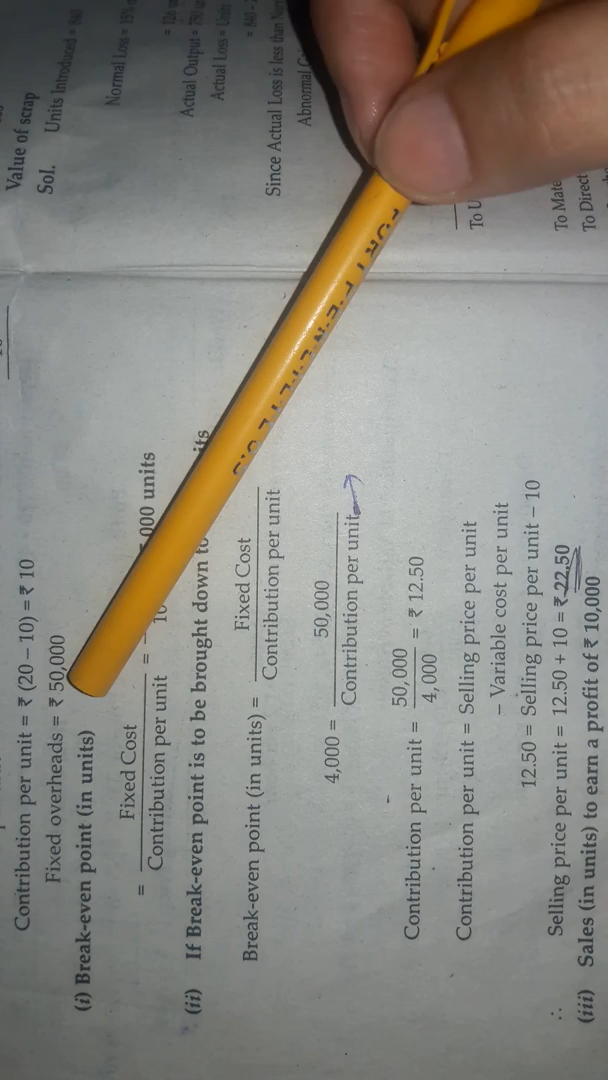 Contribution per unit = ₹ (20 – 10) = ₹ 10
Fixed overheads = ₹ 50,000
(i) Break-even point (in units)
= Fixed Cost / Contribution per unit = 000 units
(ii) If Break-even point is to be brought down to
Break-even point (in units) = Fixed Cost / Contribution per unit
4,000 = 50,000 / Contribution per unit
Contribution per unit = 50,000 / 4,000 = ₹ 12.50
Contribution per unit = Selling price per unit
– Variable cost per unit
12.50 = Selling price per unit – 10
∴ Selling price per unit = 12.50 + 10 = ₹ 22.50
(iii) Sales (in units) to earn a profit of ₹ 10,000
Value of scrap
Sol. Units Introduced = 840
Normal Loss = 15%
Actual Output =
Actual Loss = Units
Since Actual Loss is less than
Abnormal
To
To
To Direct